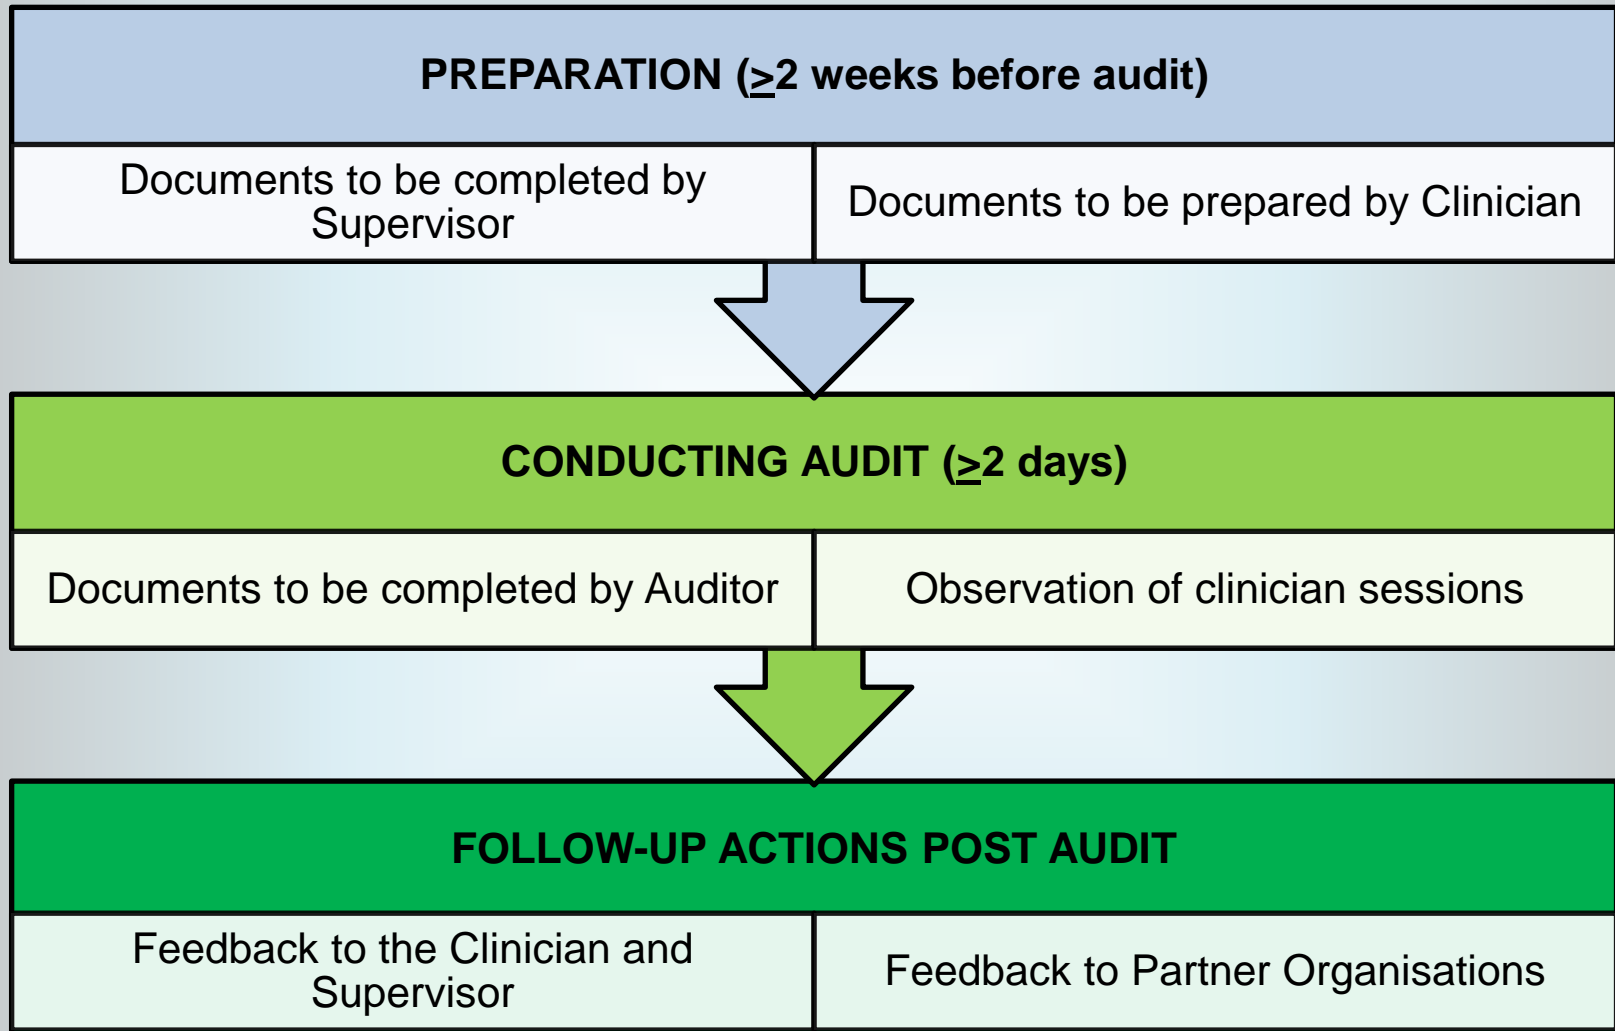 PREPARATION (≥2 weeks before audit)
Documents to be completed by
Supervisor
Documents to be prepared by Clinician
CONDUCTING AUDIT (≥2 days)
Documents to be completed by Auditor
Observation of clinician sessions
FOLLOW-UP ACTIONS POST AUDIT
Feedback to the Clinician and
Supervisor
Feedback to Partner Organisations